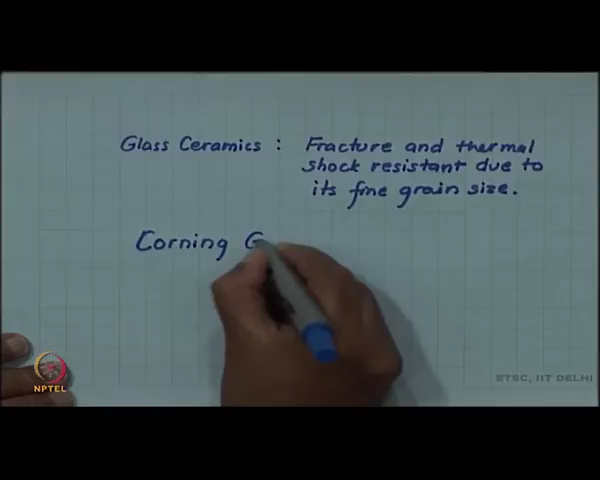 Glass Ceramics : Fracture and thermal
shock resistant due to
its fine grain size.
Corning G
NPTEL
ETSC, IIT DELHI